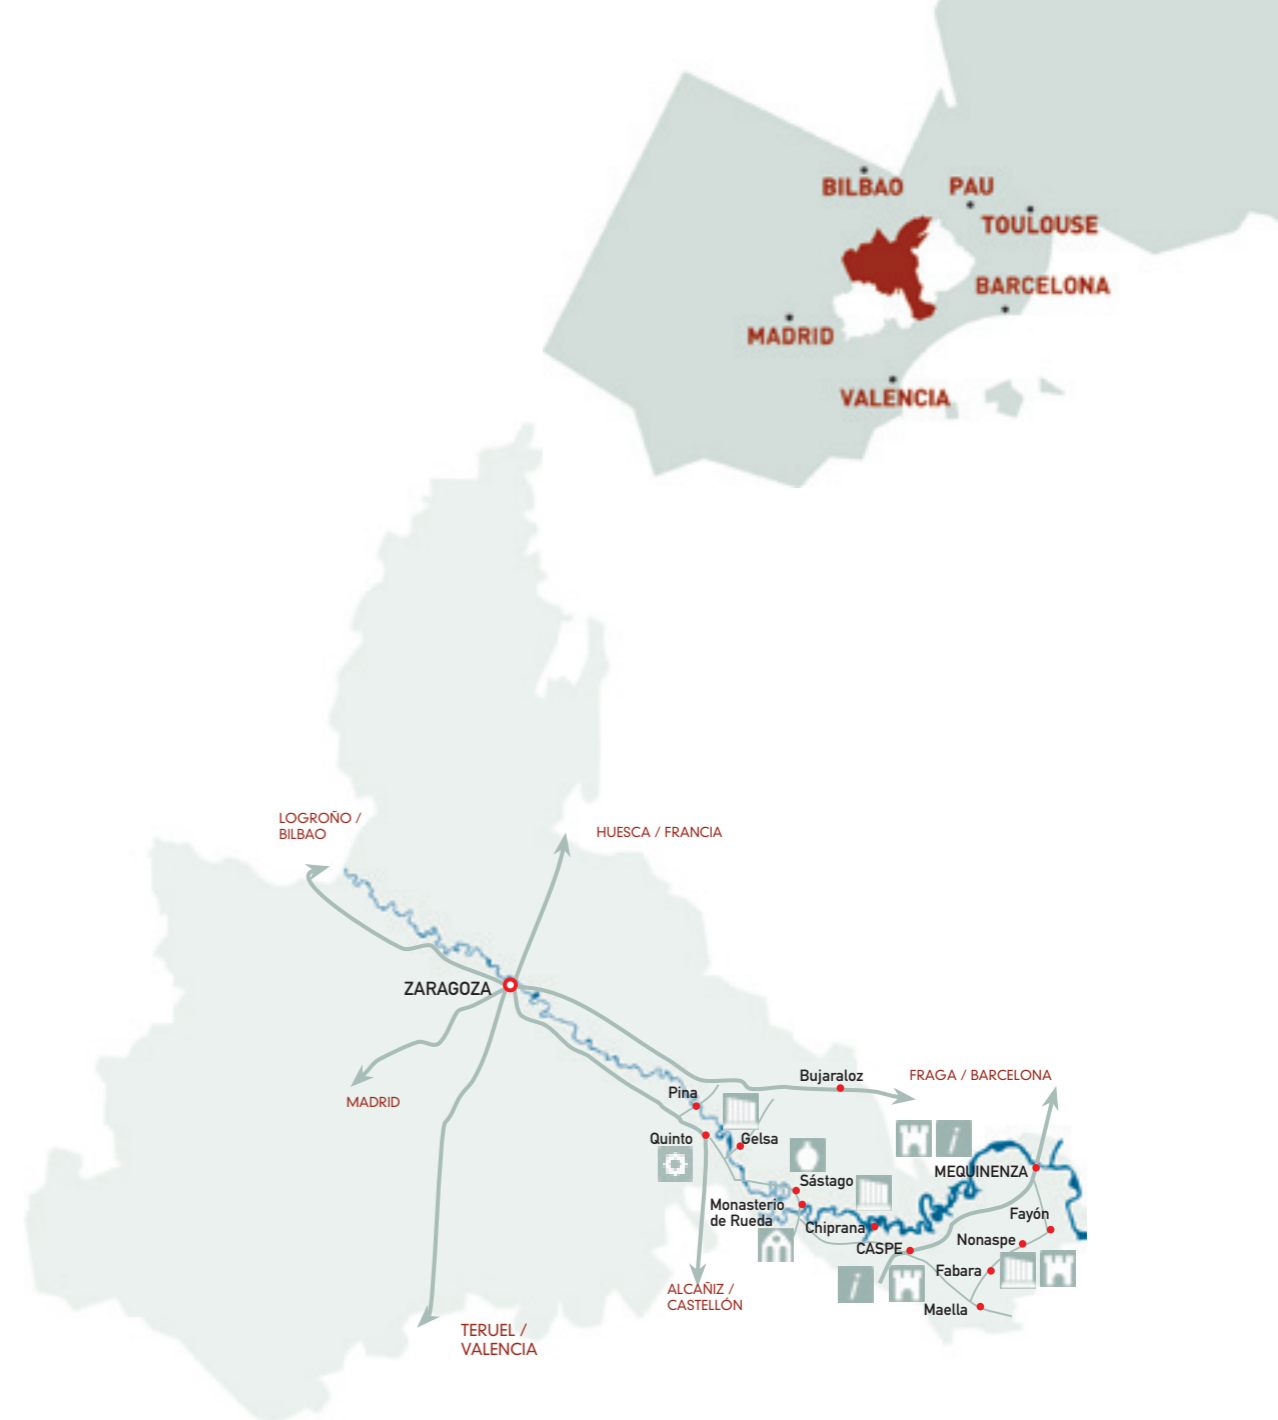 BILBAO
PAU
TOULOUSE
BARCELONA
MADRID
VALENCIA
LOGROÑO /
BILBAO
HUESCA / FRANCIA
ZARAGOZA
MADRID
Bujaraloz
FRAGA / BARCELONA
Pina
Quinto
Gelsa
MEQUINENZA
Sástago
Monasterio
de Rueda
Chiprana
Fayón
Nonaspe
CASPE
Fabara
i
i
ALCAÑIZ /
CASTELLÓN
Maella
TERUEL /
VALENCIA